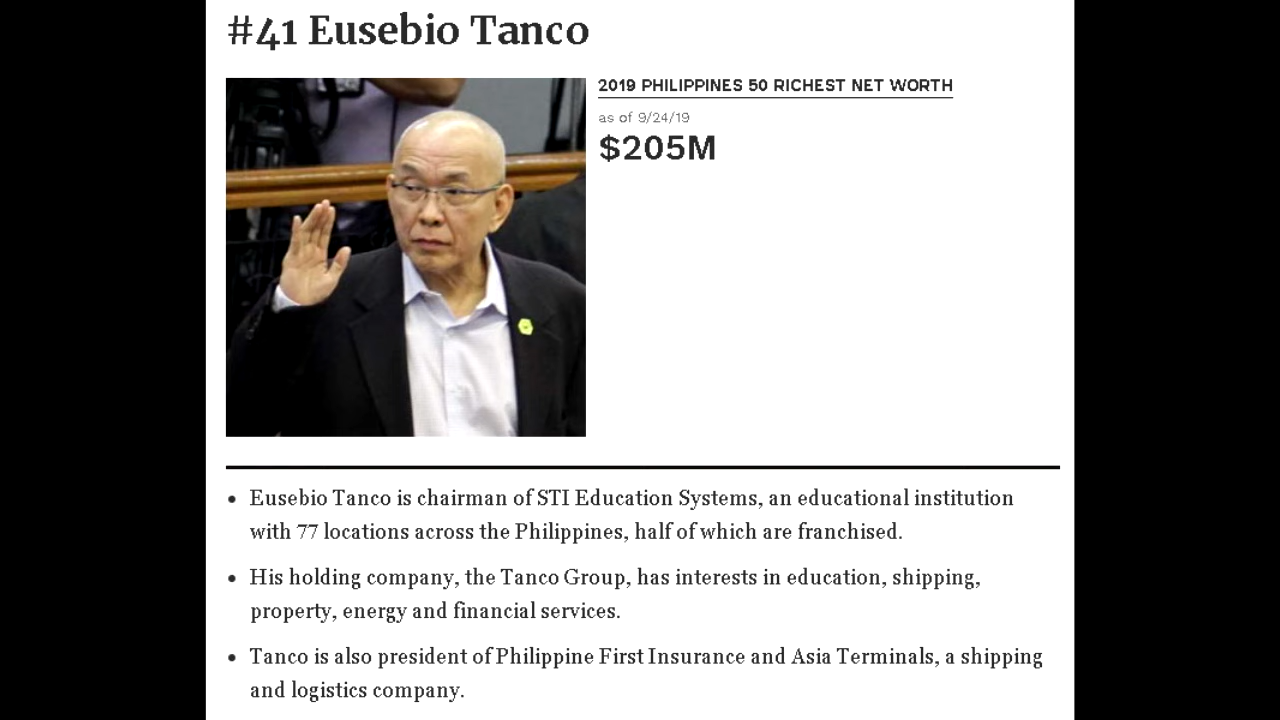 #41 Eusebio Tanco
2019 PHILIPPINES 50 RICHEST NET WORTH
as of 9/24/19
$205M
• Eusebio Tanco is chairman of STI Education Systems, an educational institution
with 77 locations across the Philippines, half of which are franchised.
• His holding company, the Tanco Group, has interests in education, shipping,
property, energy and financial services.
• Tanco is also president of Philippine First Insurance and Asia Terminals, a shipping
and logistics company.